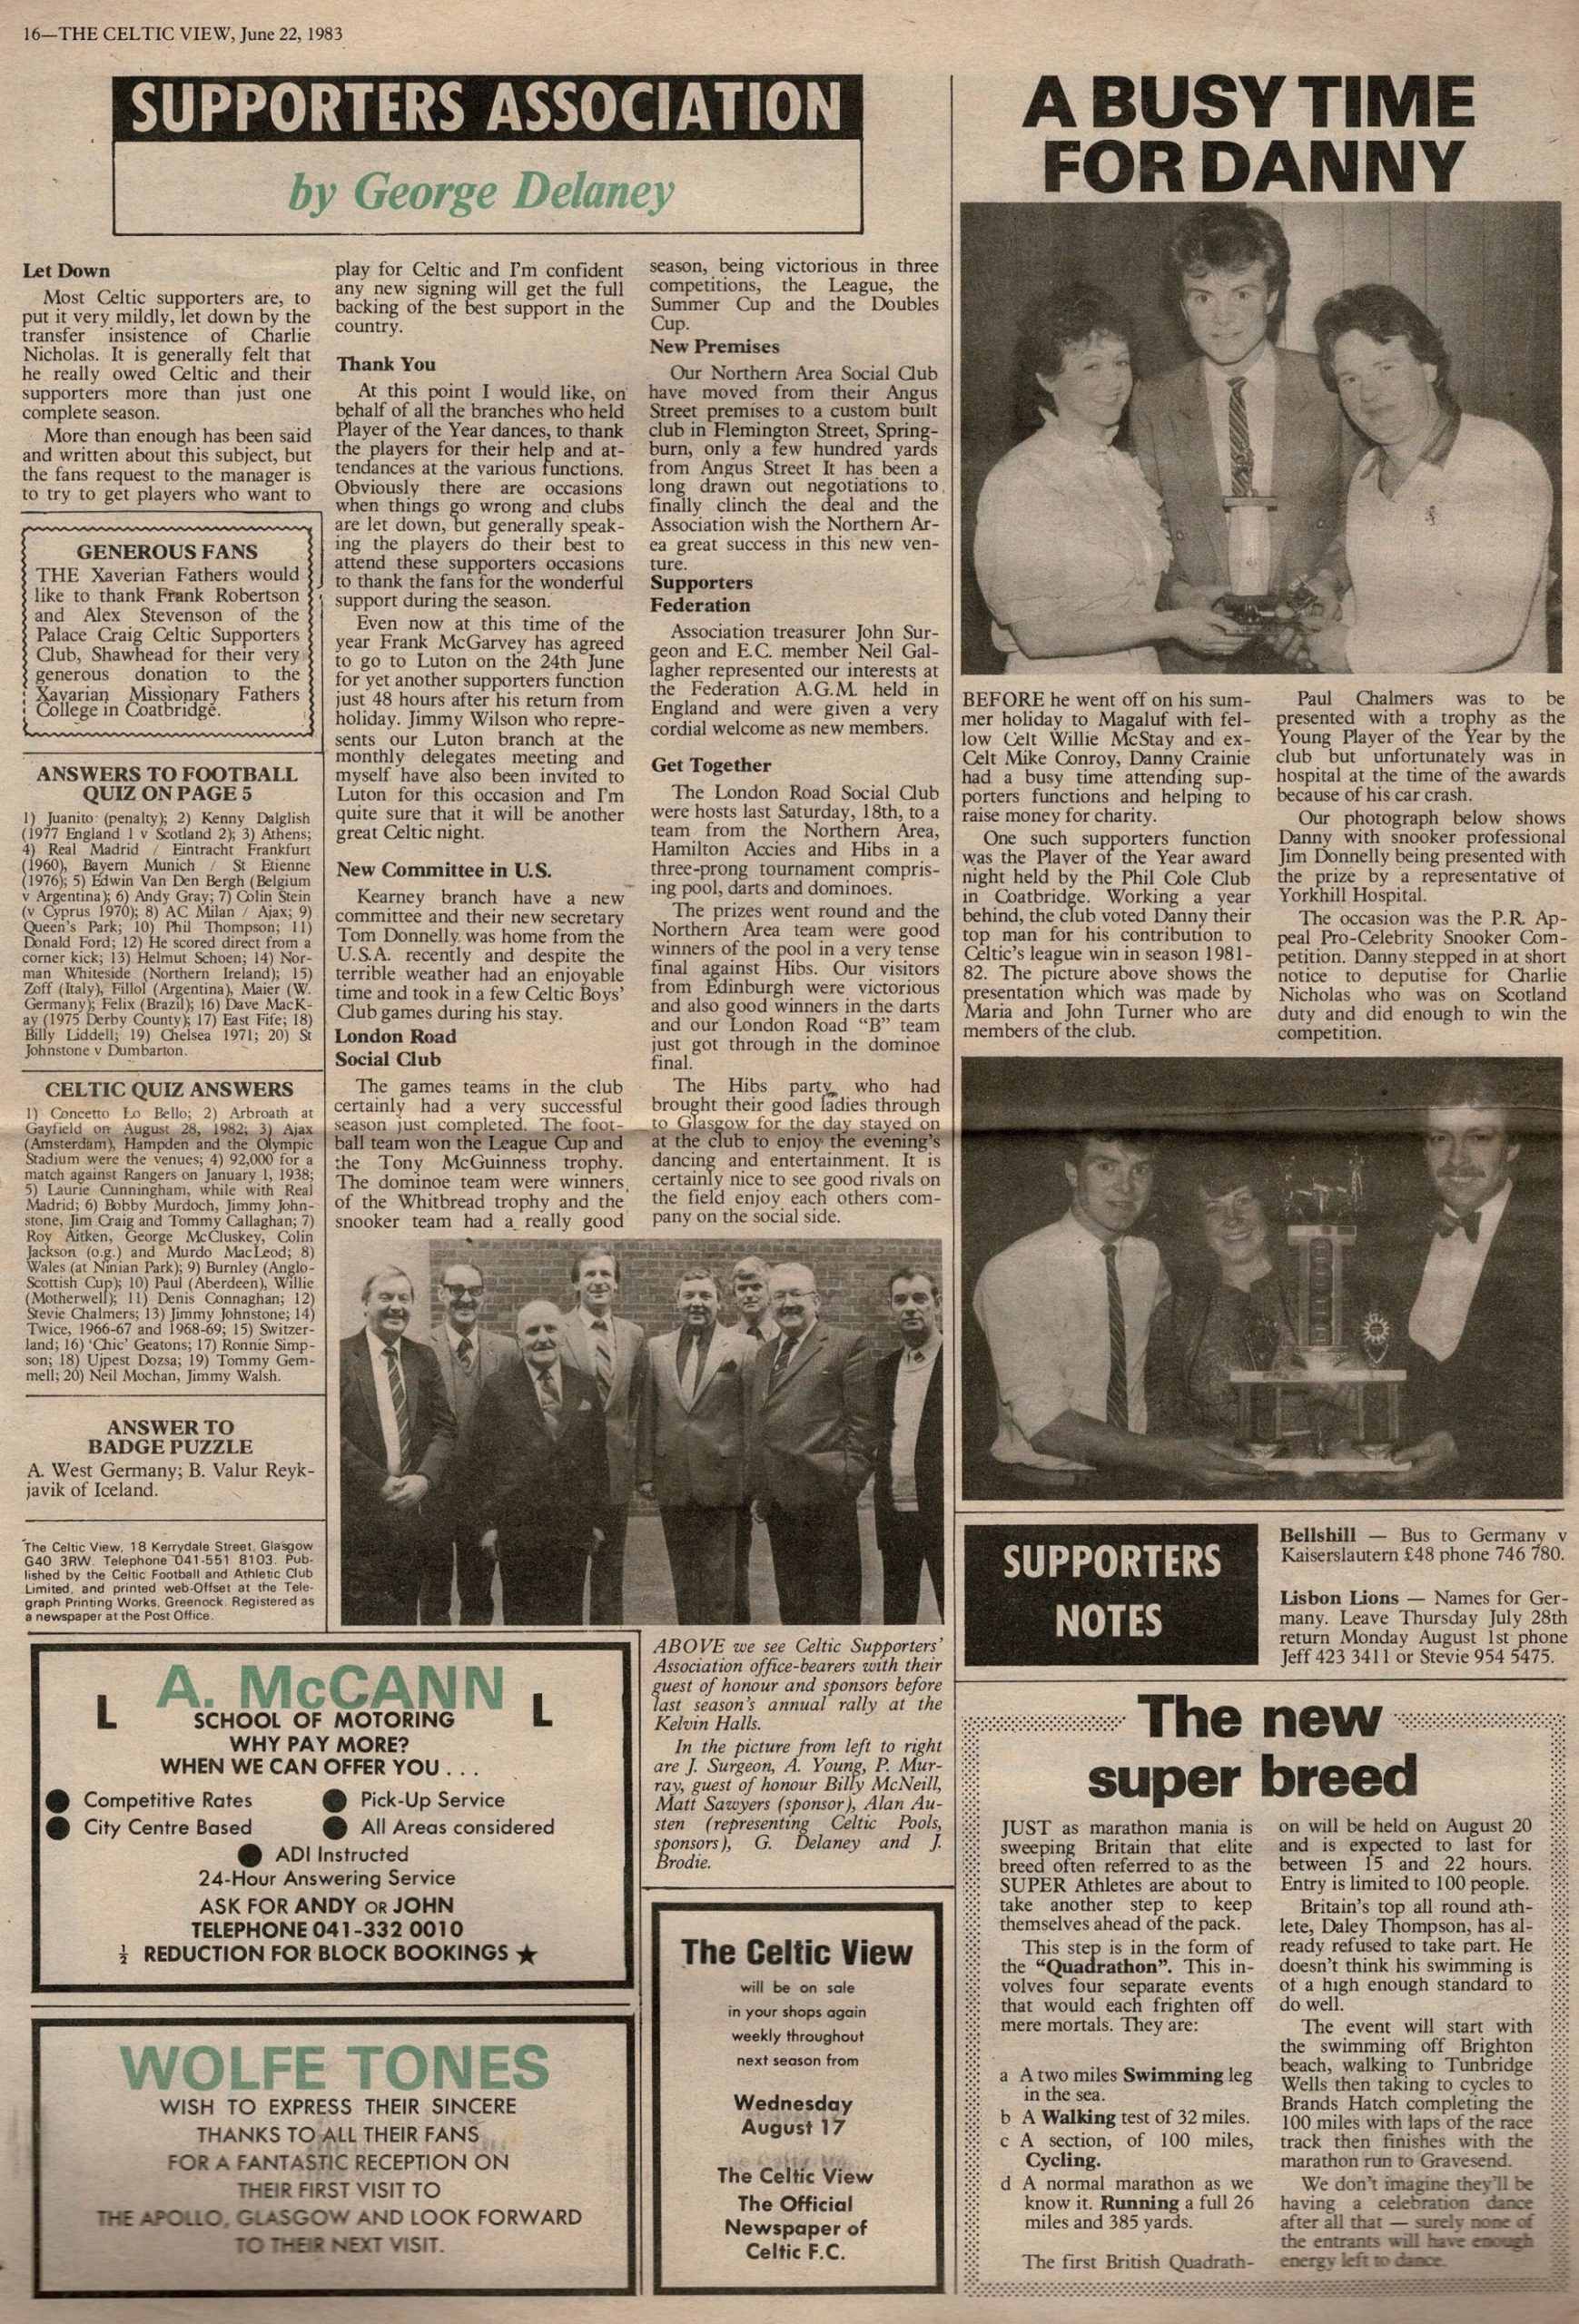 16—THE CELTIC VIEW, June 22, 1983
SUPPORTERS ASSOCIATION
by George Delaney
Let Down
Most Celtic supporters are, to
put it very mildly, let down by the
transfer insistence of Charlie
Nicholas. It is generally felt that
he really owed Celtic and their
supporters more than just one
complete season.
More than enough has been said
and written about this subject, but
the fans request to the manager is
to try to get players who want to
play for Celtic and I'm confident
any new signing will get the full
backing of the best support in the
country.
Thank You
At this point I would like, on
behalf of all the branches who held
Player of the Year dances, to thank
the players for their help and at-
tendances at the various functions.
Obviously there are occasions
when things go wrong and clubs
are let down, but generally speak-
ing the players do their best to
attend these supporters occasions
to thank the fans for the wonderful
support during the season.
Even now at this time of the
year Frank McGarvey has agreed
to go to Luton on the 24th June
for yet another supporters function
just 48 hours after his return from
holiday. Jimmy Wilson who repre-
sents our Luton branch at the
monthly delegates meeting and
myself have also been invited to
Luton for this occasion and I'm
quite sure that it will be another
great Celtic night.
New Committee in U.S.
Kearney branch have a new
committee and their new secretary
Tom Donnelly was home from the
U.S.A. recently and despite the
terrible weather had an enjoyable
time and took in a few Celtic Boys'
Club games during his stay.
London Road
Social Club
The games teams in the club
certainly had a very successful
season just completed. The foot-
ball team won the League Cup and
the Tony McGuinness trophy.
The dominoe team were winners
of the Whitbread trophy and the
snooker team had a really good
season, being victorious in three
competitions, the League, the
Summer Cup and the Doubles
Cup.
New Premises
Our Northern Area Social Club
have moved from their Angus
Street premises to a custom built
club in Flemington Street, Spring-
burn, only a few hundred yards
from Angus Street It has been a
long drawn out negotiations to
finally clinch the deal and the
Association wish the Northern Ar-
ea great success in this new ven-
ture.
Supporters
Federation
Association treasurer John Sur-
geon and E.C. member Neil Gal-
lagher represented our interests at
the Federation A.G.M. held in
England and were given a very
cordial welcome as new members.
Get Together
The London Road Social Club
were hosts last Saturday, 18th, to a
team from the Northern Area,
Hamilton Accies and Hibs in a
three-prong tournament compris-
ing pool, darts and dominoes.
The prizes went round and the
Northern Area team were good
winners of the pool in a very tense
final against Hibs. Our visitors
from Edinburgh were victorious
and also good winners in the darts
and our London Road "B" team
just got through in the dominoe
final.
The Hibs party who had
brought their good ladies through
to Glasgow for the day stayed on
at the club to enjoy the evening's
dancing and entertainment. It is
certainly nice to see good rivals on
the field enjoy each others com-
pany on the social side.
GENEROUS FANS
THE Xaverian Fathers would
like to thank Frank Robertson
and Alex Stevenson of the
Palace Craig Celtic Supporters
Club, Shawhead for their very
generous donation to the
Xavarian Missionary Fathers
College in Coatbridge.
ANSWERS TO FOOTBALL
QUIZ ON PAGE 5
1) Juanito (penalty); 2) Kenny Dalglish
(1977 England 1 v Scotland 2); 3) Athens;
4) Real Madrid / Eintracht Frankfurt
(1960), Bayern Munich / St Etienne
(1976); 5) Edwin Van Den Bergh (Belgium
v Argentina); 6) Andy Gray; 7) Colin Stein
(v Cyprus 1970); 8) AC Milan / Ajax; 9)
Queen's Park; 10) Phil Thompson; 11)
Donald Ford; 12) He scored direct from a
corner kick; 13) Helmut Schoen; 14) Nor-
man Whiteside (Northern Ireland); 15)
Zoff (Italy), Fillol (Argentina), Maier (W.
Germany); Felix (Brazil); 16) Dave MacK-
ay (1975 Derby County); 17) East Fife; 18)
Billy Liddell; 19) Chelsea 1971; 20) St
Johnstone v Dumbarton.
CELTIC QUIZ ANSWERS
1) Concetto Lo Bello; 2) Arbroath at
Gayfield on August 28, 1982; 3) Ajax
(Amsterdam), Hampden and the Olympic
Stadium were the venues; 4) 92,000 for a
match against Rangers on January 1, 1938;
5) Laurie Cunningham, while with Real
Madrid; 6) Bobby Murdoch, Jimmy John-
stone, Jim Craig and Tommy Callaghan; 7)
Roy Aitken, George McCluskey, Colin
Jackson (o.g.) and Murdo MacLeod; 8)
Wales (at Ninian Park); 9) Burnley (Anglo-
Scottish Cup); 10) Paul (Aberdeen), Willie
(Motherwell); 11) Denis Connaghan; 12)
Stevie Chalmers; 13) Jimmy Johnstone; 14)
Twice, 1966-67 and 1968-69; 15) Switzer-
land; 16) 'Chic' Geatons; 17) Ronnie Simp-
son; 18) Ujpest Dozsa; 19) Tommy Gem-
mell; 20) Neil Mochan, Jimmy Walsh.
ANSWER TO
BADGE PUZZLE
A. West Germany; B. Valur Reyk-
javik of Iceland.
The Celtic View, 18 Kerrydale Street, Glasgow
G40 3RW. Telephone 041-551 8103. Pub-
lished by the Celtic Football and Athletic Club
Limited, and printed web-Offset at the Tele-
graph Printing Works, Greenock. Registered as
a newspaper at the Post Office.
ABOVE we see Celtic Supporters'
Association office-bearers with their
guest of honour and sponsors before
last season's annual rally at the
Kelvin Halls.
In the picture from left to right
are J. Surgeon, A. Young, P. Mur-
ray, guest of honour Billy McNeill,
Matt Sawyers (sponsor), Alan Au-
sten (representing Celtic Pools,
sponsors), G. Delaney and J.
Brodie.
L A. McCANN L
SCHOOL OF MOTORING
WHY PAY MORE?
WHEN WE CAN OFFER YOU . . .
● Competitive Rates ● Pick-Up Service
● City Centre Based ● All Areas considered
● ADI Instructed
24-Hour Answering Service
ASK FOR ANDY OR JOHN
TELEPHONE 041-332 0010
½ REDUCTION FOR BLOCK BOOKINGS ★
WOLFE TONES
WISH TO EXPRESS THEIR SINCERE
THANKS TO ALL THEIR FANS
FOR A FANTASTIC RECEPTION ON
THEIR FIRST VISIT TO
THE APOLLO, GLASGOW AND LOOK FORWARD
TO THEIR NEXT VISIT.
The Celtic View
will be on sale
in your shops again
weekly throughout
next season from
Wednesday
August 17
The Celtic View
The Official
Newspaper of
Celtic F.C.
A BUSY TIME
FOR DANNY
BEFORE he went off on his sum-
mer holiday to Magaluf with fel-
low Celt Willie McStay and ex-
Celt Mike Conroy, Danny Crainie
had a busy time attending sup-
porters functions and helping to
raise money for charity.
One such supporters function
was the Player of the Year award
night held by the Phil Cole Club
in Coatbridge. Working a year
behind, the club voted Danny their
top man for his contribution to
Celtic's league win in season 1981-
82. The picture above shows the
presentation which was made by
Maria and John Turner who are
members of the club.
Paul Chalmers was to be
presented with a trophy as the
Young Player of the Year by the
club but unfortunately was in
hospital at the time of the awards
because of his car crash.
Our photograph below shows
Danny with snooker professional
Jim Donnelly being presented with
the prize by a representative of
Yorkhill Hospital.
The occasion was the P.R. Ap-
peal Pro-Celebrity Snooker Com-
petition. Danny stepped in at short
notice to deputise for Charlie
Nicholas who was on Scotland
duty and did enough to win the
competition.
SUPPORTERS
NOTES
Bellshill — Bus to Germany v
Kaiserslautern £48 phone 746 780.
Lisbon Lions — Names for Ger-
many. Leave Thursday July 28th
return Monday August 1st phone
Jeff 423 3411 or Stevie 954 5475.
The new
super breed
JUST as marathon mania is
sweeping Britain that elite
breed often referred to as the
SUPER Athletes are about to
take another step to keep
themselves ahead of the pack.
This step is in the form of
the "Quadrathon". This in-
volves four separate events
that would each frighten off
mere mortals. They are:
a A two miles Swimming leg
in the sea.
b A Walking test of 32 miles.
c A section, of 100 miles,
Cycling.
d A normal marathon as we
know it. Running a full 26
miles and 385 yards.
The first British Quadrath-
on will be held on August 20
and is expected to last for
between 15 and 22 hours.
Entry is limited to 100 people.
Britain's top all round ath-
lete, Daley Thompson, has al-
ready refused to take part. He
doesn't think his swimming is
of a high enough standard to
do well.
The event will start with
the swimming off Brighton
beach, walking to Tunbridge
Wells then taking to cycles to
Brands Hatch completing the
100 miles with laps of the race
track then finishes with the
marathon run to Gravesend.
We don't imagine they'll be
having a celebration dance
after all that — surely none of
the entrants will have enough
energy left to dance.